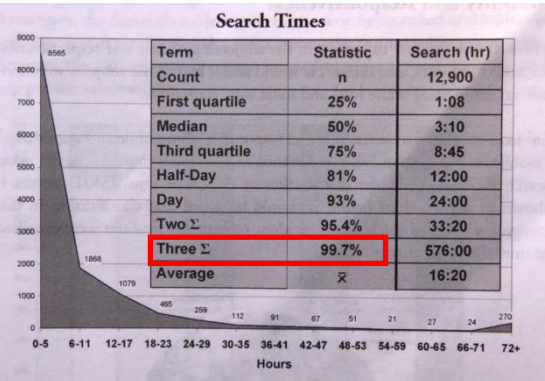 Search Times
Term Statistic Search (hr)
Count n 12,900
First quartile 25% 1:08
Median 50% 3:10
Third quartile 75% 8:45
Half-Day 81% 12:00
Day 93% 24:00
Two Σ 95.4% 33:20
Three Σ 99.7% 576:00
Average x̄ 16:20
9000
8000
7000
6000
5000
4000
3000
2000
1000
0
8565 1868 1079 465 259 112 91 67 51 21 27 24 270
0-5 6-11 12-17 18-23 24-29 30-35 36-41 42-47 48-53 54-59 60-65 66-71 72+
Hours